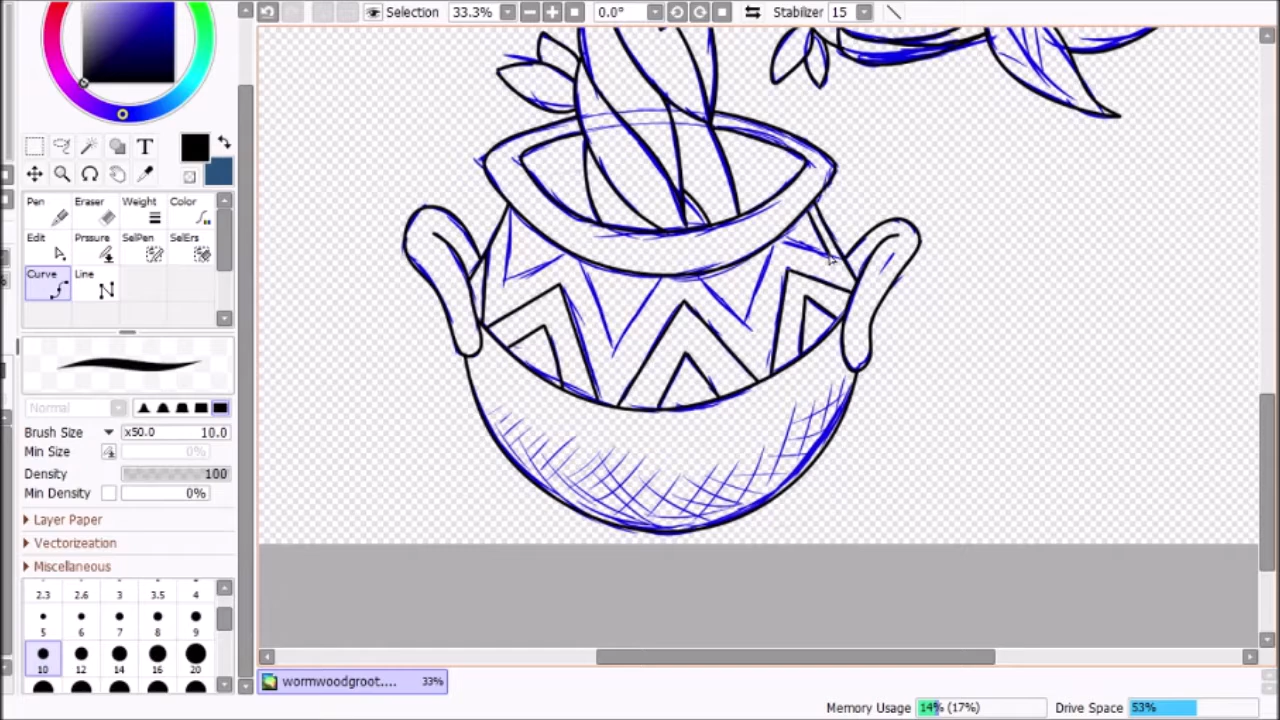 Selection 33.3% 0.0° Stabilizer 15
T
Pen Eraser Weight Color
Edit Prssure SelPen SelErs
Curve Line
Normal
Brush Size x50.0 10.0
Min Size 0%
Density 100
Min Density 0%
Layer Paper
Vectorizeation
Miscellaneous
2.3 2.6 3 3.5 4
5 6 7 8 9
10 12 14 16 20
wormwoodgroot.... 33%
Memory Usage 14% (17%) Drive Space 53%